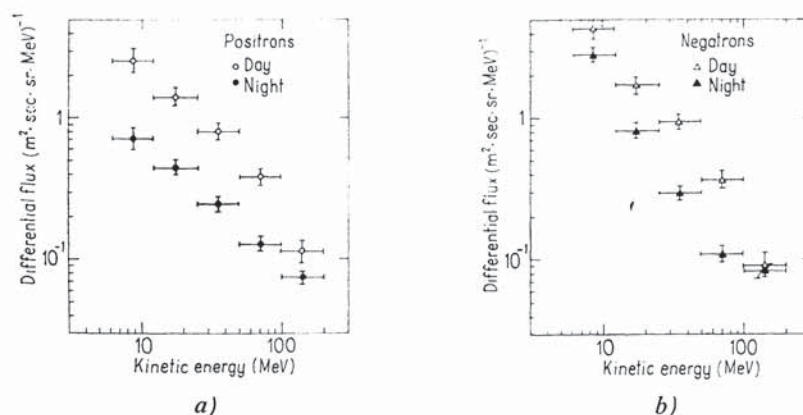 Differential flux (m²· sec· sr· MeV)⁻¹
1
10⁻¹
Positrons
Day
Night
10
100
Kinetic energy (MeV)
a)
Differential flux (m²· sec· sr· MeV)⁻¹
1
10⁻¹
Negatrons
Day
Night
10
100
Kinetic energy (MeV)
b)